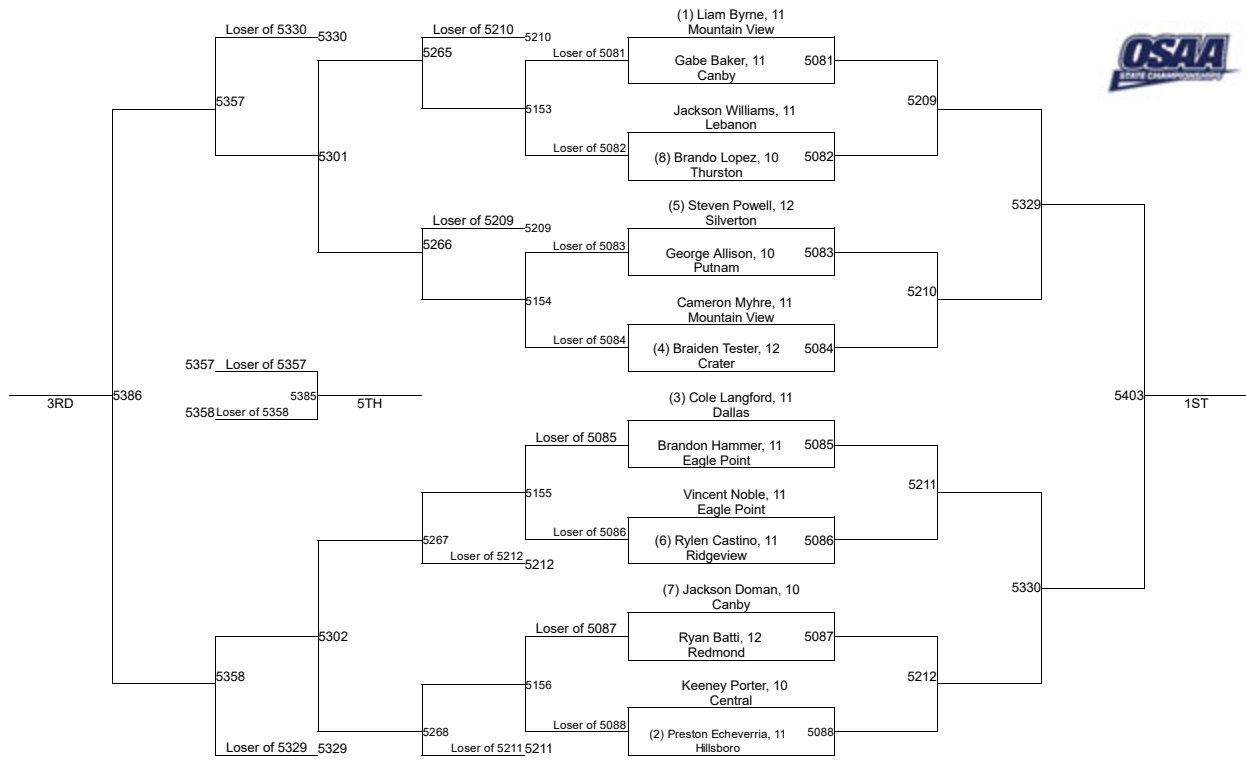 (1) Liam Byrne, 11
Mountain View
Loser of 5330 5330
Loser of 5210 5210
5265
Loser of 5081
Gabe Baker, 11 5081
Canby
OSAA
STATE CHAMPIONSHIPS
5357
5153
Jackson Williams, 11
Lebanon
5209
5301
Loser of 5082
(8) Brando Lopez, 10 5082
Thurston
(5) Steven Powell, 12
Silverton
5329
Loser of 5209 5209
5266
Loser of 5083
George Allison, 10 5083
Putnam
5154
Cameron Myhre, 11
Mountain View
5210
Loser of 5084
(4) Braiden Tester, 12 5084
Crater
5357 Loser of 5357
3RD
5386
5385
5TH
5403
1ST
5358 Loser of 5358
(3) Cole Langford, 11
Dallas
Loser of 5085
Brandon Hammer, 11 5085
Eagle Point
5155
Vincent Noble, 11
Eagle Point
5211
5267
Loser of 5212 5212
Loser of 5086
(6) Rylen Castino, 11 5086
Ridgeview
(7) Jackson Doman, 10
Canby
5330
5302
Loser of 5087
Ryan Batti, 12 5087
Redmond
5358
5156
Keeney Porter, 10
Central
5212
5268
Loser of 5088
(2) Preston Echeverria, 11 5088
Hillsboro
Loser of 5329 5329
Loser of 5211 5211